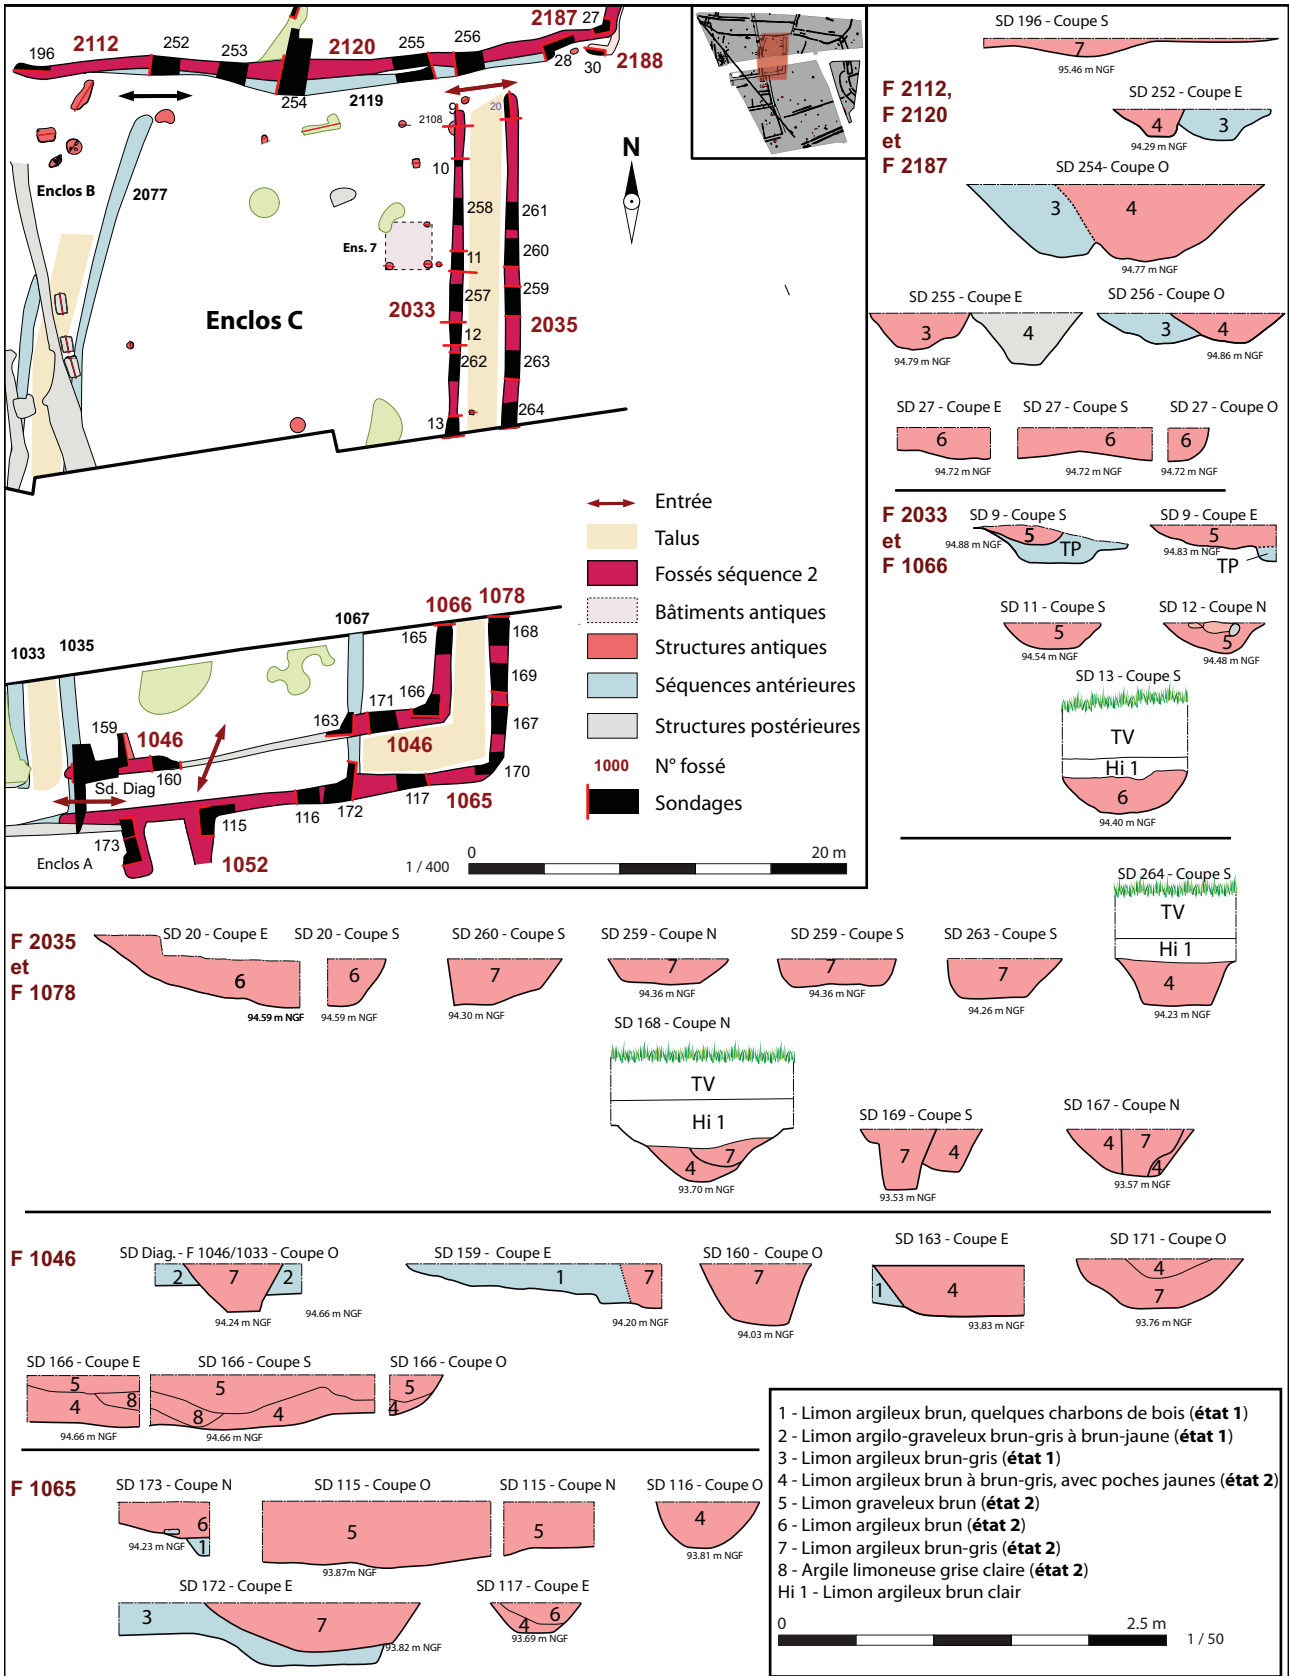 2187
27
196
2112
252
253
2120
255
256
28
30
2188
254
2119
9
20
2108
10
N
Enclos B
2077
258
261
Ens. 7
11
260
257
259
Enclos C
2033
12
2035
262
263
13
264
Entrée
Talus
Fossés séquence 2
Bâtiments antiques
Structures antiques
Séquences antérieures
Structures postérieures
1000 N° fossé
Sondages
1033
1035
1067
1066
1078
165
168
169
159
1046
163
171
166
167
1046
160
Sd. Diag
170
115
116
172
117
1065
173
Enclos A
1052
1 / 400
0
20 m
F 2112,
F 2120
et
F 2187
SD 196 - Coupe S
7
95.46 m NGF
SD 252 - Coupe E
4
3
94.29 m NGF
SD 254- Coupe O
3
4
94.77 m NGF
SD 255 - Coupe E
3
4
94.79 m NGF
SD 256 - Coupe O
3
4
94.86 m NGF
SD 27 - Coupe E
6
94.72 m NGF
SD 27 - Coupe S
6
94.72 m NGF
SD 27 - Coupe O
6
94.72 m NGF
F 2033
et
F 1066
SD 9 - Coupe S
5
TP
94.88 m NGF
SD 9 - Coupe E
5
94.83 m NGF
TP
SD 11 - Coupe S
5
94.54 m NGF
SD 12 - Coupe N
5
94.48 m NGF
SD 13 - Coupe S
TV
Hi 1
6
94.40 m NGF
F 2035
et
F 1078
SD 20 - Coupe E
6
94.59 m NGF
SD 20 - Coupe S
6
94.59 m NGF
SD 260 - Coupe S
7
94.30 m NGF
SD 259 - Coupe N
7
94.36 m NGF
SD 259 - Coupe S
7
94.36 m NGF
SD 263 - Coupe S
7
94.26 m NGF
SD 264 - Coupe S
TV
Hi 1
4
94.23 m NGF
SD 168 - Coupe N
TV
Hi 1
4
7
93.70 m NGF
SD 169 - Coupe S
7
4
93.53 m NGF
SD 167 - Coupe N
4
7
4
93.57 m NGF
F 1046
SD Diag. - F 1046/1033 - Coupe O
2
7
2
94.66 m NGF
94.24 m NGF
SD 159 - Coupe E
1
7
94.20 m NGF
SD 160 - Coupe O
7
94.03 m NGF
SD 163 - Coupe E
1
4
93.83 m NGF
SD 171 - Coupe O
4
7
93.76 m NGF
SD 166 - Coupe E
5
8
4
94.66 m NGF
SD 166 - Coupe S
5
8
4
94.66 m NGF
SD 166 - Coupe O
5
4
F 1065
SD 173 - Coupe N
6
1
94.23 m NGF
SD 115 - Coupe O
5
93.87m NGF
SD 115 - Coupe N
5
SD 116 - Coupe O
4
93.81 m NGF
SD 172 - Coupe E
3
7
93.82 m NGF
SD 117 - Coupe E
4
6
93.69 m NGF
1 - Limon argileux brun, quelques charbons de bois (état 1)
2 - Limon argilo-graveleux brun-gris à brun-jaune (état 1)
3 - Limon argileux brun-gris (état 1)
4 - Limon argileux brun à brun-gris, avec poches jaunes (état 2)
5 - Limon graveleux brun (état 2)
6 - Limon argileux brun (état 2)
7 - Limon argileux brun-gris (état 2)
8 - Argile limoneuse grise claire (état 2)
Hi 1 - Limon argileux brun clair
0
2.5 m
1 / 50